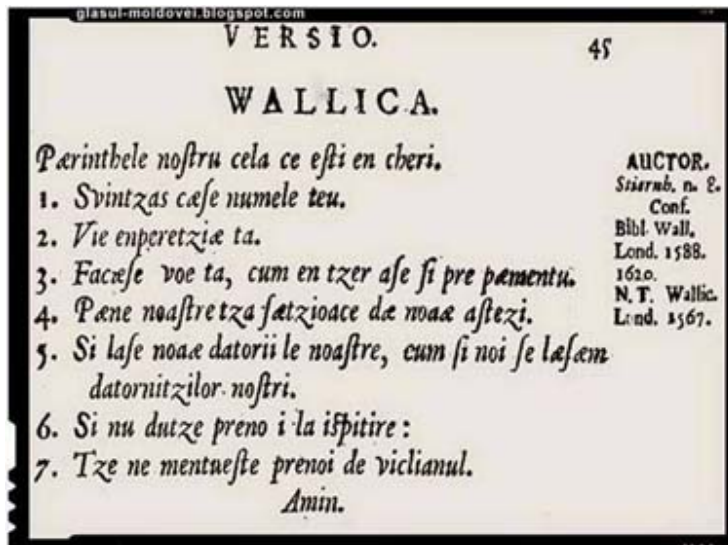 glasul-moldovei.blogspot.com
VERSIO.
45
WALLICA.
Pærinthele noſtru cela ce eſti en cheri.
1. Svintzas cæſe numele teu.
2. Vie enperetziæ ta.
3. Facæſe voe ta, cum en tzer aſe ſi pre pæmentu.
4. Pæne noaſtre tza ſætzioace dæ noaæ aſtezi.
5. Si laſe noaæ datorii le noaſtre, cum ſi noi ſe læſæm
datornitzilor noſtri.
6. Si nu dutze preno i la iſpitire:
7. Tze ne mentueſte prenoi de viclianul.
Amin.
AUCTOR.
Stiernh. n. 8.
Conf.
Bibl. Wall.
Lond. 1588.
1620.
N. T. Wallic.
Lond. 1567.